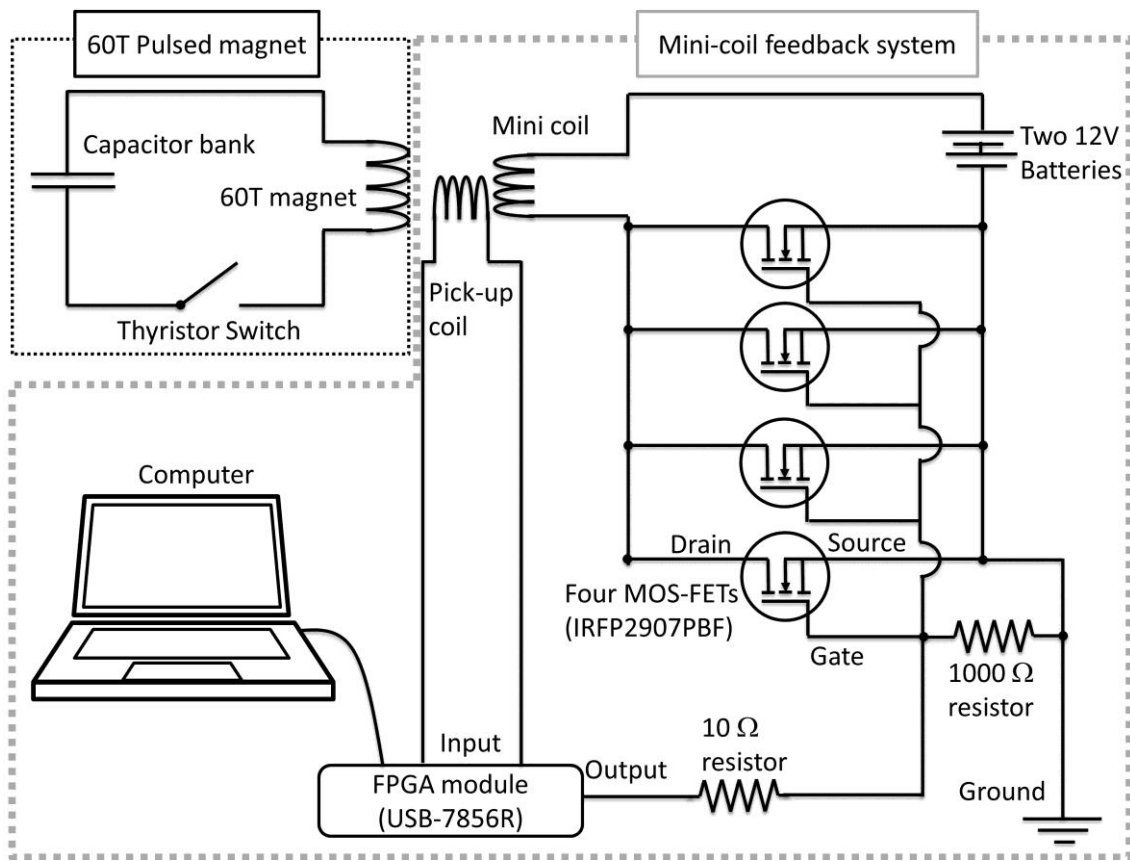 60T Pulsed magnet
Mini-coil feedback system
Capacitor bank
60T magnet
Thyristor Switch
Mini coil
Pick-up
coil
Two 12V
Batteries
Computer
Drain
Source
Four MOS-FETs
(IRFP2907PBF)
Gate
1000 Ω
resistor
10 Ω
resistor
Input
Output
FPGA module
(USB-7856R)
Ground